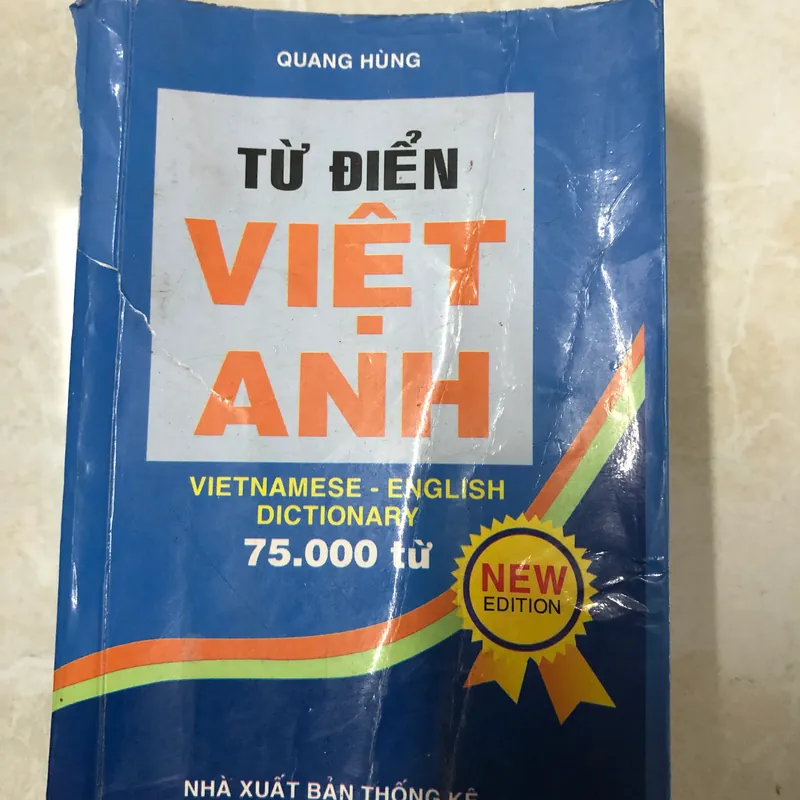 QUANG HÙNG
TỪ ĐIỂN
VIỆT
ANH
VIETNAMESE - ENGLISH
DICTIONARY
75.000 từ
NEW
EDITION
NHÀ XUẤT BẢN THỐNG KÊ